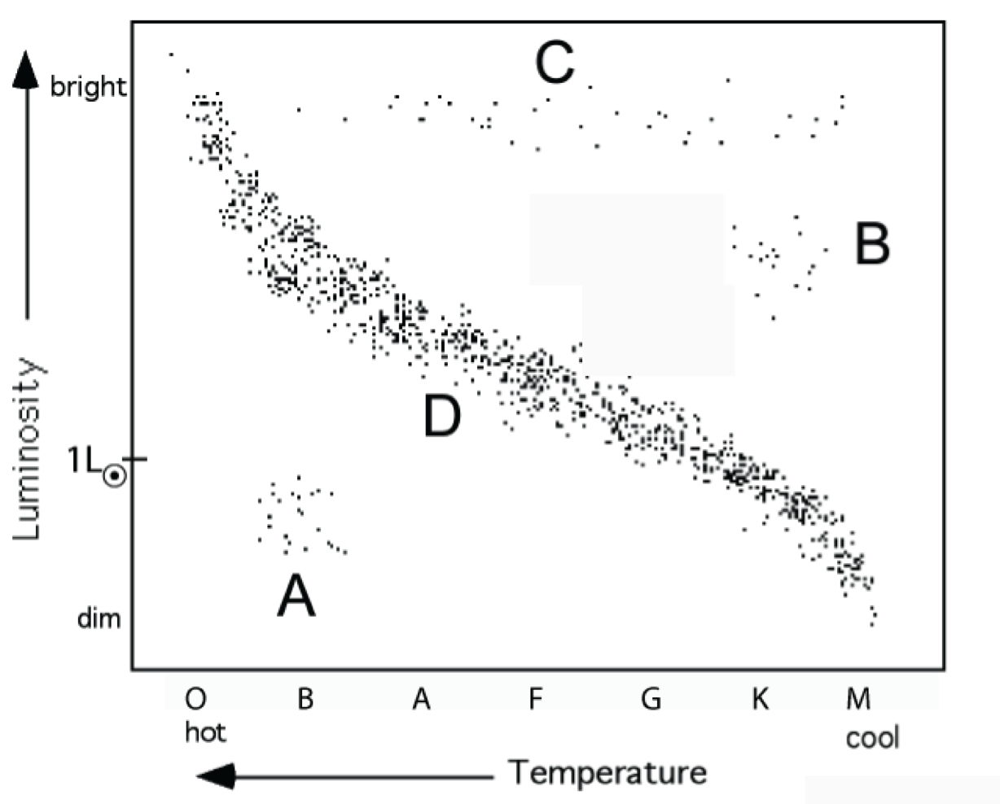 C
bright
B
Luminosity
D
1L☉
A
dim
O B A F G K M
hot cool
Temperature